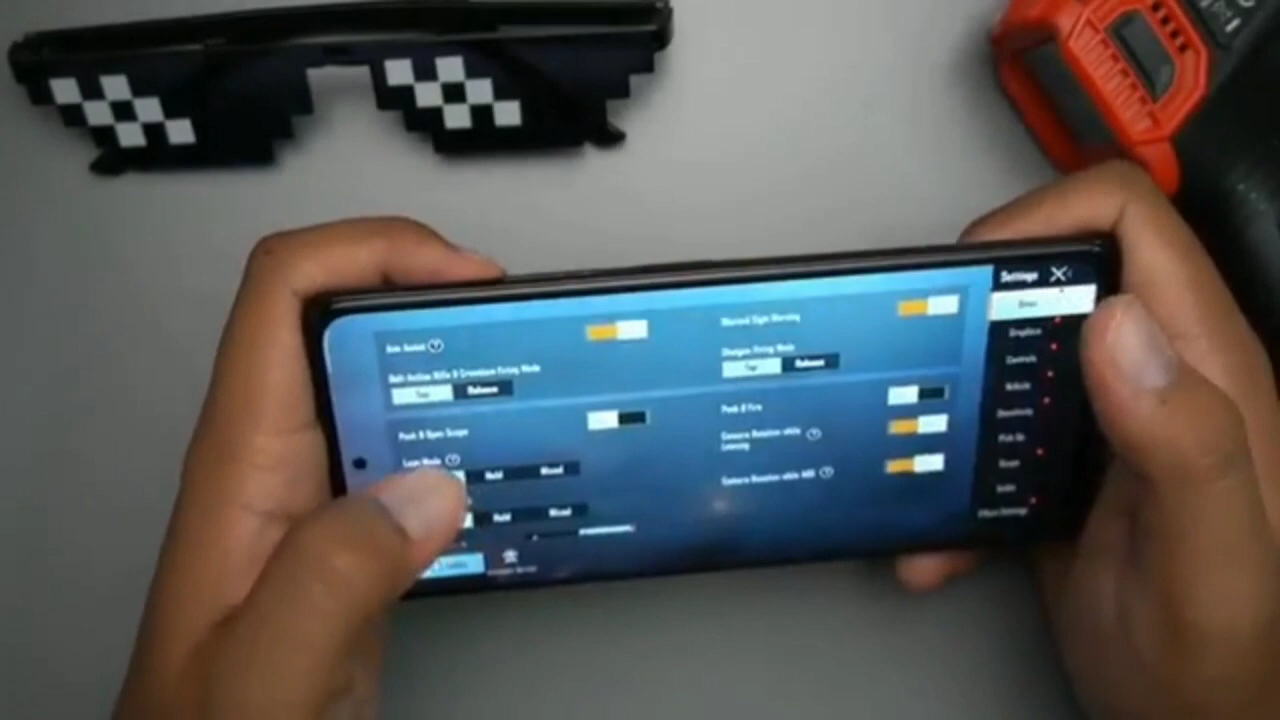 Settings
Aim Assist
Blocked Sight Warning
Bolt-Action Rifle & Crossbow Firing Mode
Tap Release
Shotgun Firing Mode
Tap Release
Graphics
Controls
Vehicle
Sensitivity
Pick Up
Scope
Peek & Open Scope
Peek & Fire
Lean Mode
Hold Mixed
Camera Rotation while
Leaning
Camera Rotation while ADS
Hold Mixed